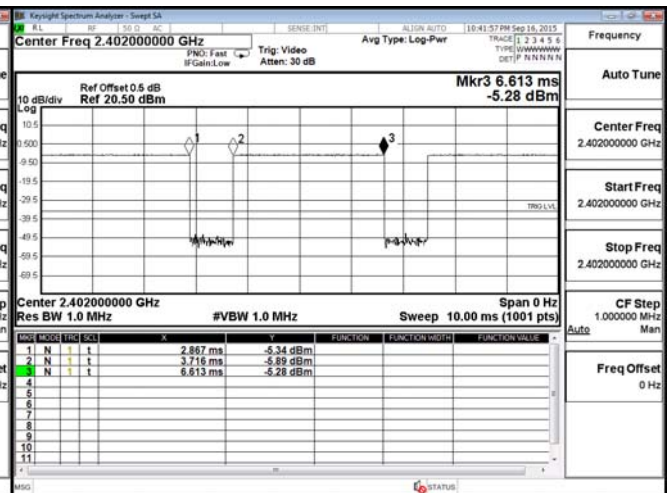 Keysight Spectrum Analyzer - Swept SA
RL RF 50 Ω AC SENSE:INT ALIGN AUTO 10:41:57 PM Sep 16, 2015
Center Freq 2.402000000 GHz
PNO: Fast
IFGain:Low
Trig: Video
Atten: 30 dB
Avg Type: Log-Pwr
TRACE 1 2 3 4 5 6
TYPE WWWWWW
DET P N N N N N
Ref Offset 0.5 dB
10 dB/div Ref 20.50 dBm
Log
Mkr3 6.613 ms
-5.28 dBm
10.5
0.500
-9.50
-19.5
-29.5
-39.5
-49.5
-59.5
-69.5
1
2
3
TRIG LVL
Center 2.402000000 GHz Span 0 Hz
Res BW 1.0 MHz #VBW 1.0 MHz Sweep 10.00 ms (1001 pts)
MKR MODE TRC SCL X Y FUNCTION FUNCTION WIDTH FUNCTION VALUE
1 N 1 t 2.867 ms -5.34 dBm
2 N 1 t 3.716 ms -5.89 dBm
3 N 1 t 6.613 ms -5.28 dBm
4
5
6
7
8
9
10
11
MSG STATUS
Frequency
Auto Tune
Center Freq
2.402000000 GHz
Start Freq
2.402000000 GHz
Stop Freq
2.402000000 GHz
CF Step
1.000000 MHz
Auto Man
Freq Offset
0 Hz